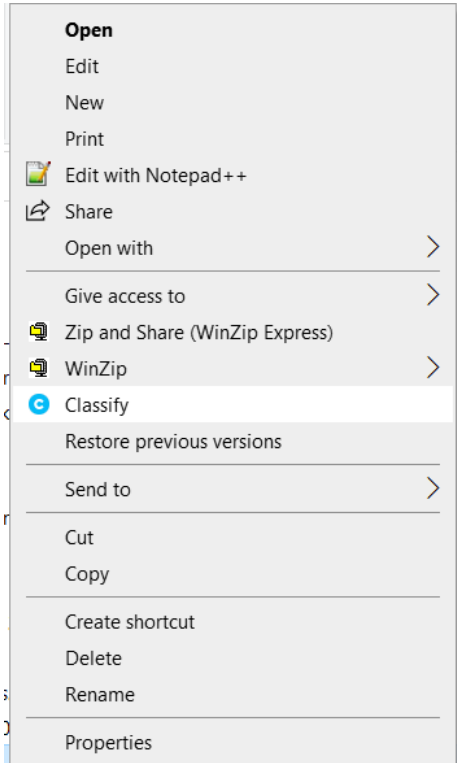 Open
Edit
New
Print
Edit with Notepad++
Share
Open with
Give access to
Zip and Share (WinZip Express)
WinZip
Classify
Restore previous versions
Send to
Cut
Copy
Create shortcut
Delete
Rename
Properties